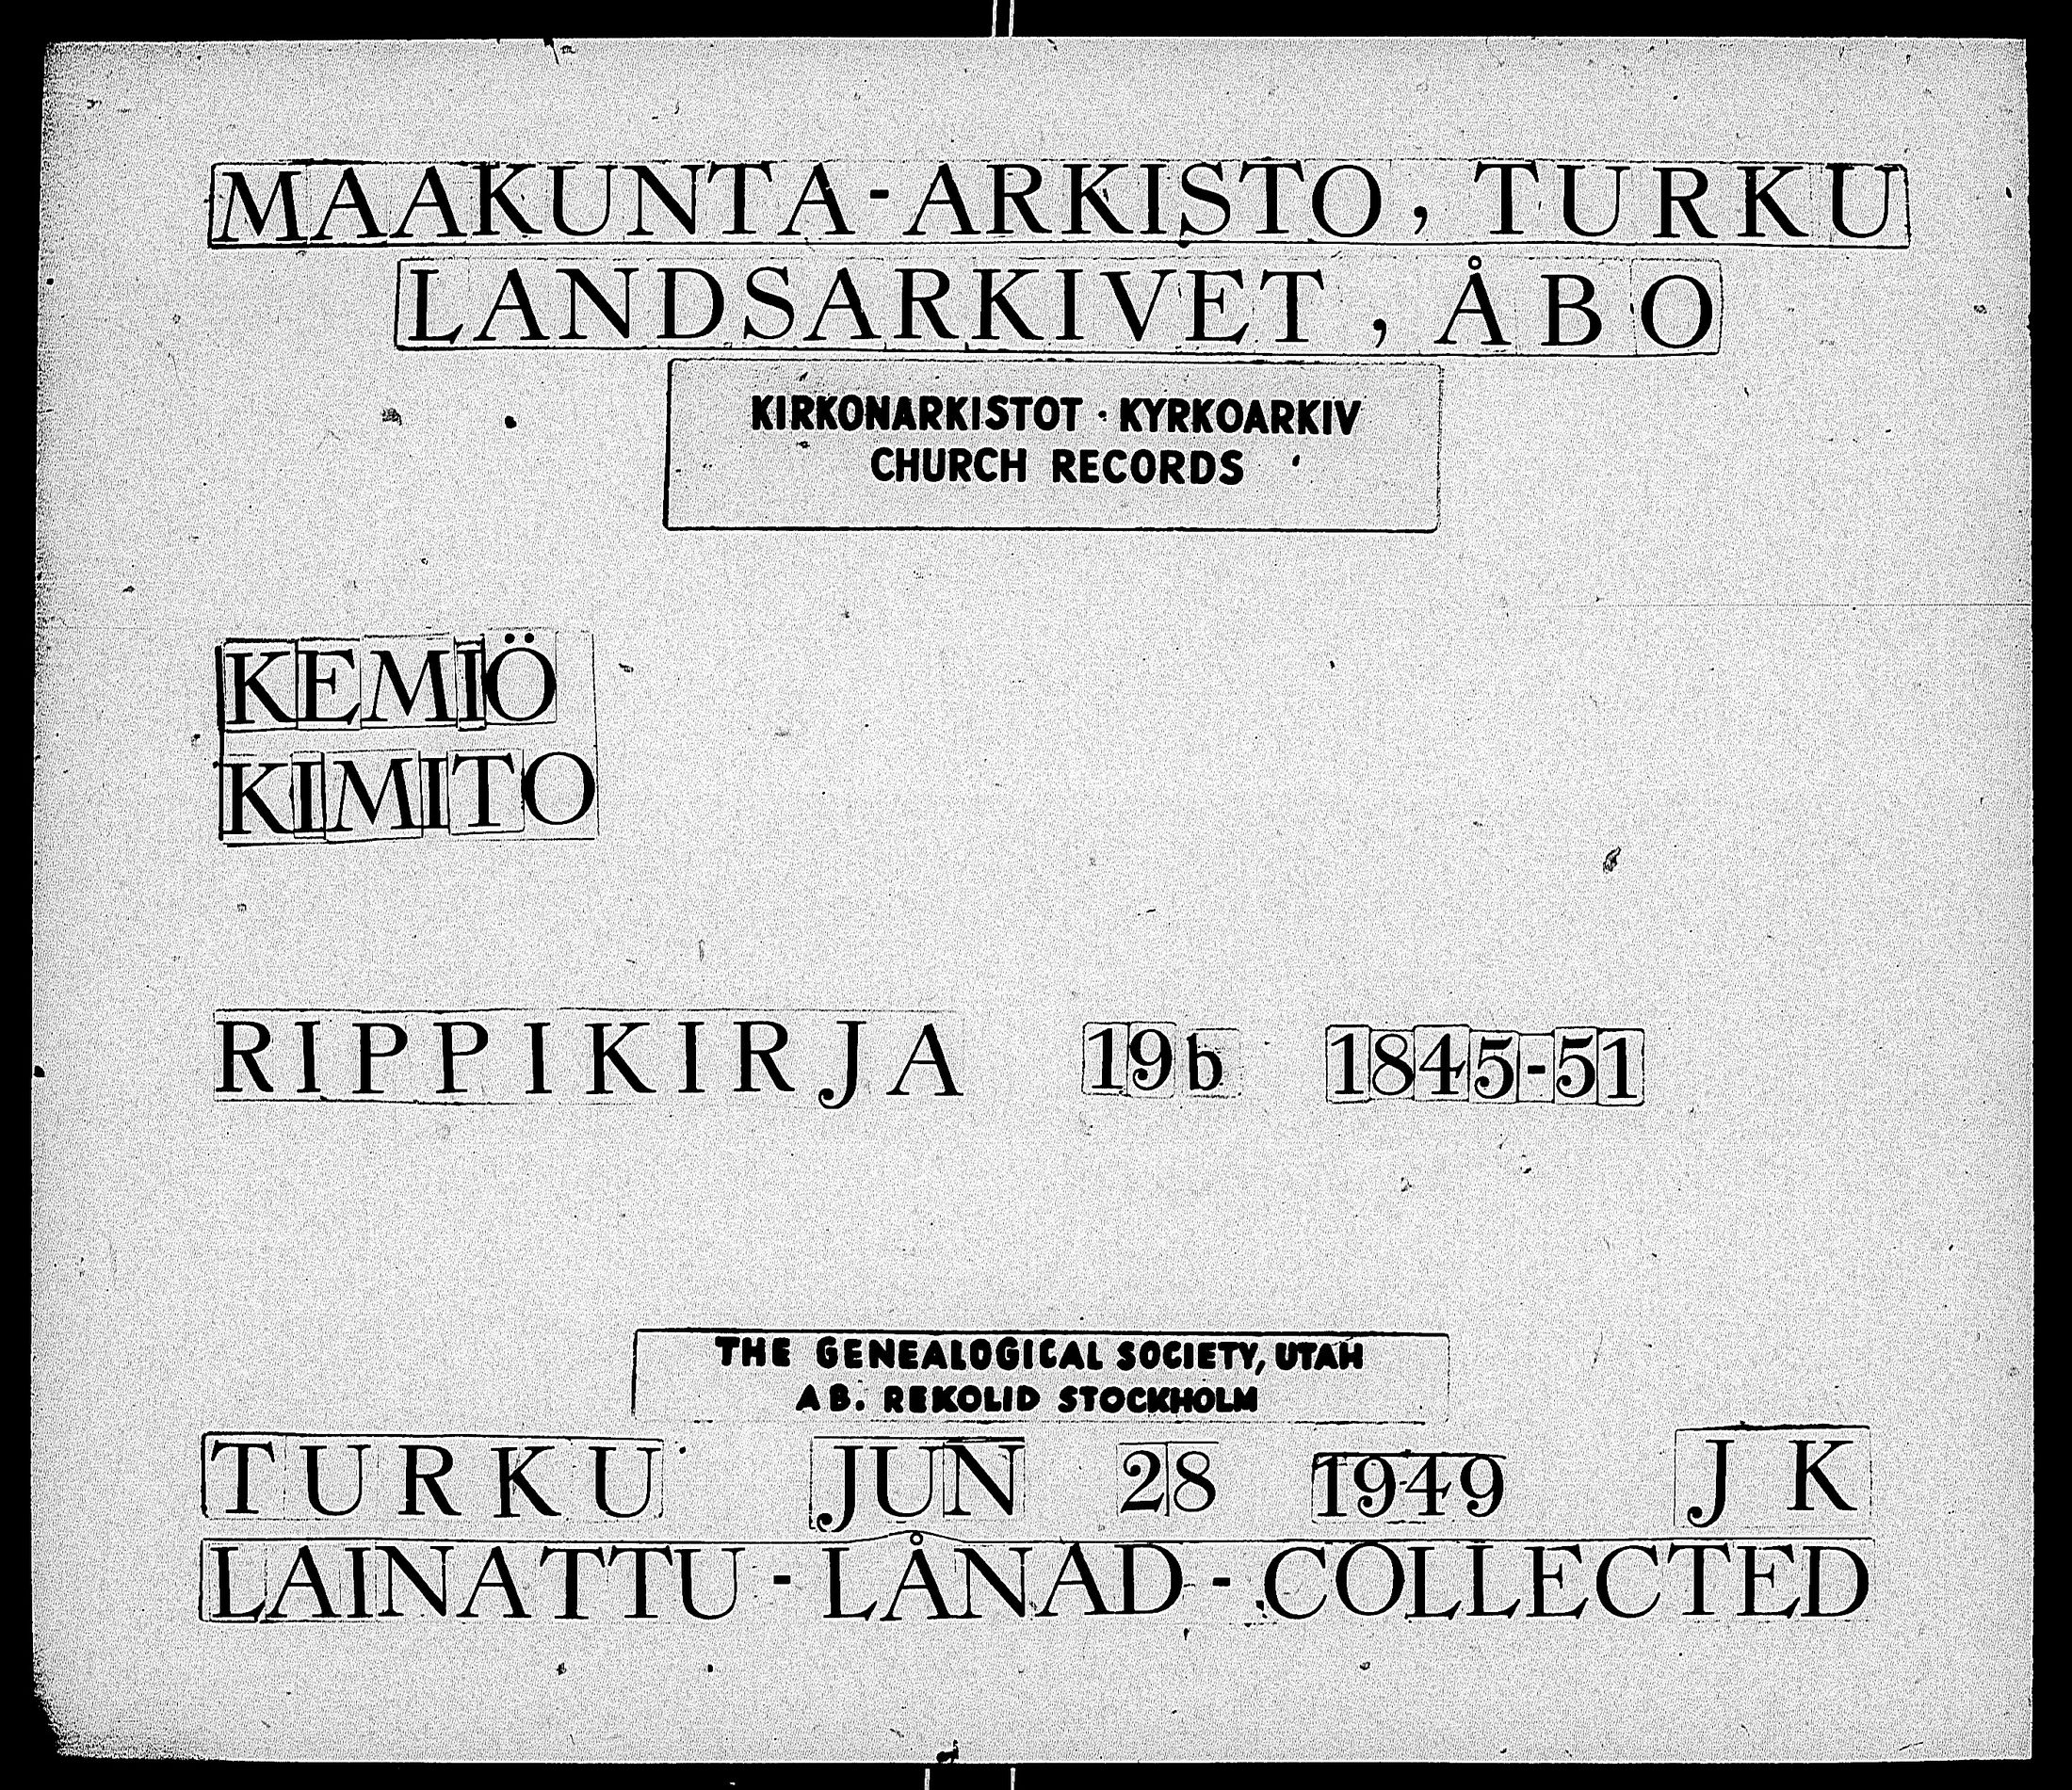 MAAKUNTA-ARKISTO, TURKU
LANDSARKIVET, ÅBO
KIRKONARKISTOT · KYRKOARKIV
CHURCH RECORDS
KEMIÖ
KIMITO
RIPPIKIRJA 19b 1845-51
THE GENEALOGICAL SOCIETY, UTAH
AB. REKOLID STOCKHOLM
TURKU JUN 28 1949 J K
LAINATTU-LÅNAD-COLLECTED